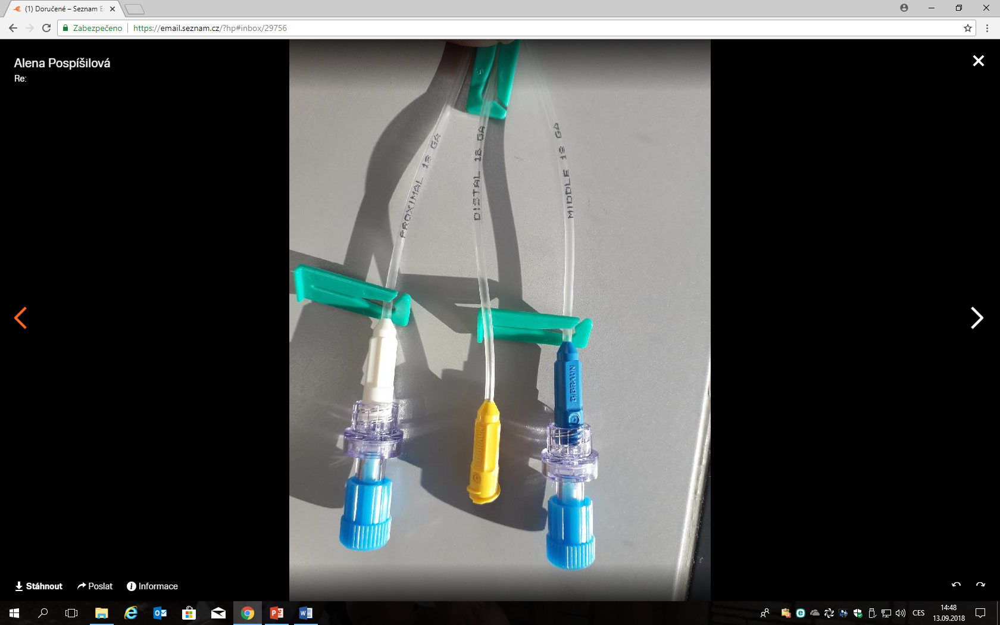 (1) Doručené – Seznam E
Zabezpečeno
https://email.seznam.cz/?hp#inbox/29756
Alena Pospíšilová
Re:
PROXIMAL 18 GA
DISTAL 16 GA
MIDDLE 18 GA
B|BRAUN
B|BRAUN
Stáhnout
Poslat
Informace
CES
14:48
13.09.2018